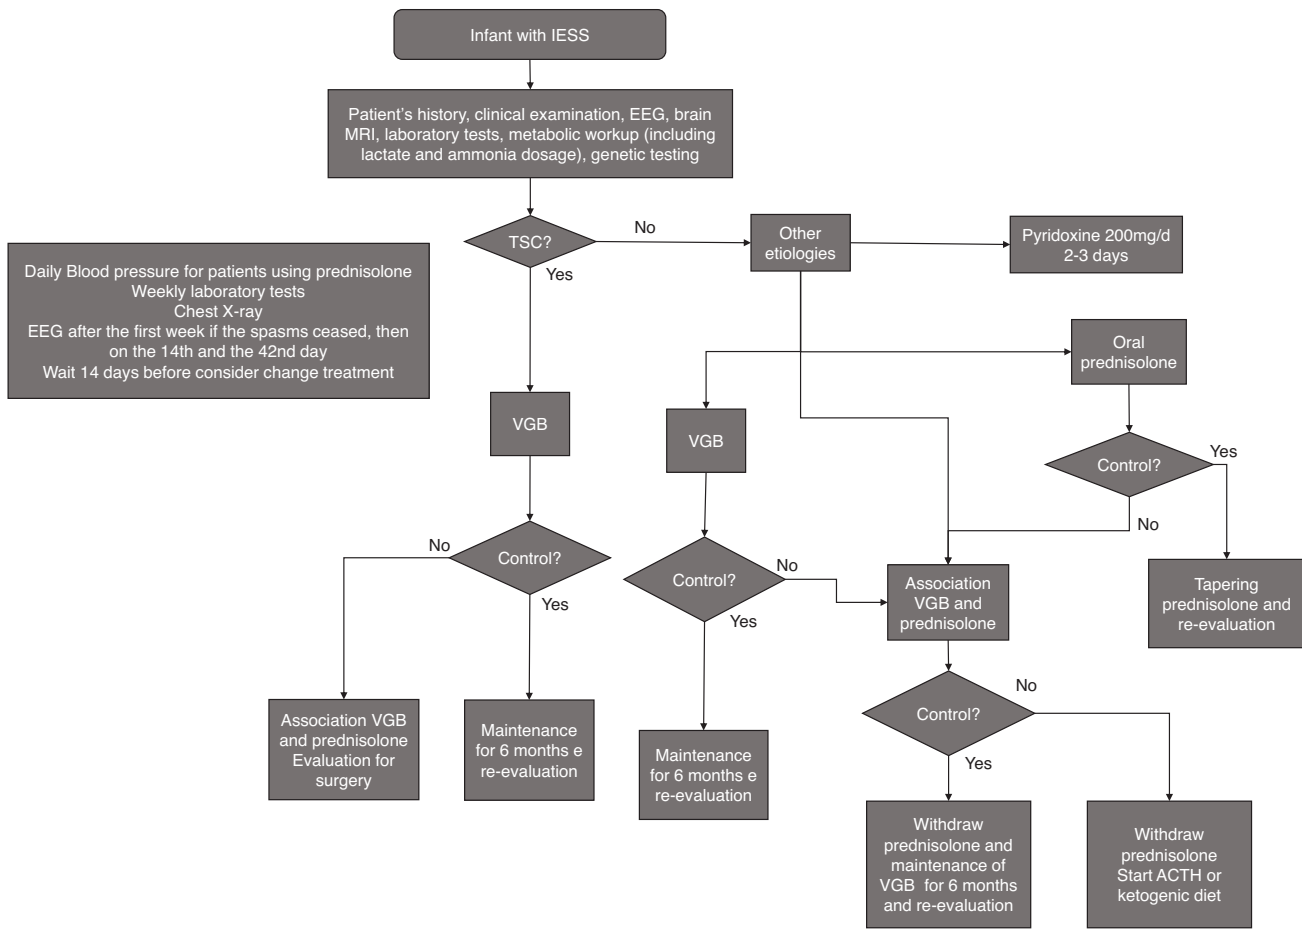 Infant with IESS
Patient's history, clinical examination, EEG, brain
MRI, laboratory tests, metabolic workup (including
lactate and ammonia dosage), genetic testing
TSC?
No
Yes
Other
etiologies
Pyridoxine 200mg/d
2-3 days
Daily Blood pressure for patients using prednisolone
Weekly laboratory tests
Chest X-ray
EEG after the first week if the spasms ceased, then
on the 14th and the 42nd day
Wait 14 days before consider change treatment
Oral
prednisolone
VGB
VGB
Control?
Yes
No
Control?
No
Yes
Control?
No
Yes
Association
VGB and
prednisolone
Tapering
prednisolone and
re-evaluation
Control?
No
Yes
Association VGB
and prednisolone
Evaluation for
surgery
Maintenance
for 6 months e
re-evaluation
Maintenance
for 6 months e
re-evaluation
Withdraw
prednisolone and
maintenance of
VGB for 6 months
and re-evaluation
Withdraw
prednisolone
Start ACTH or
ketogenic diet